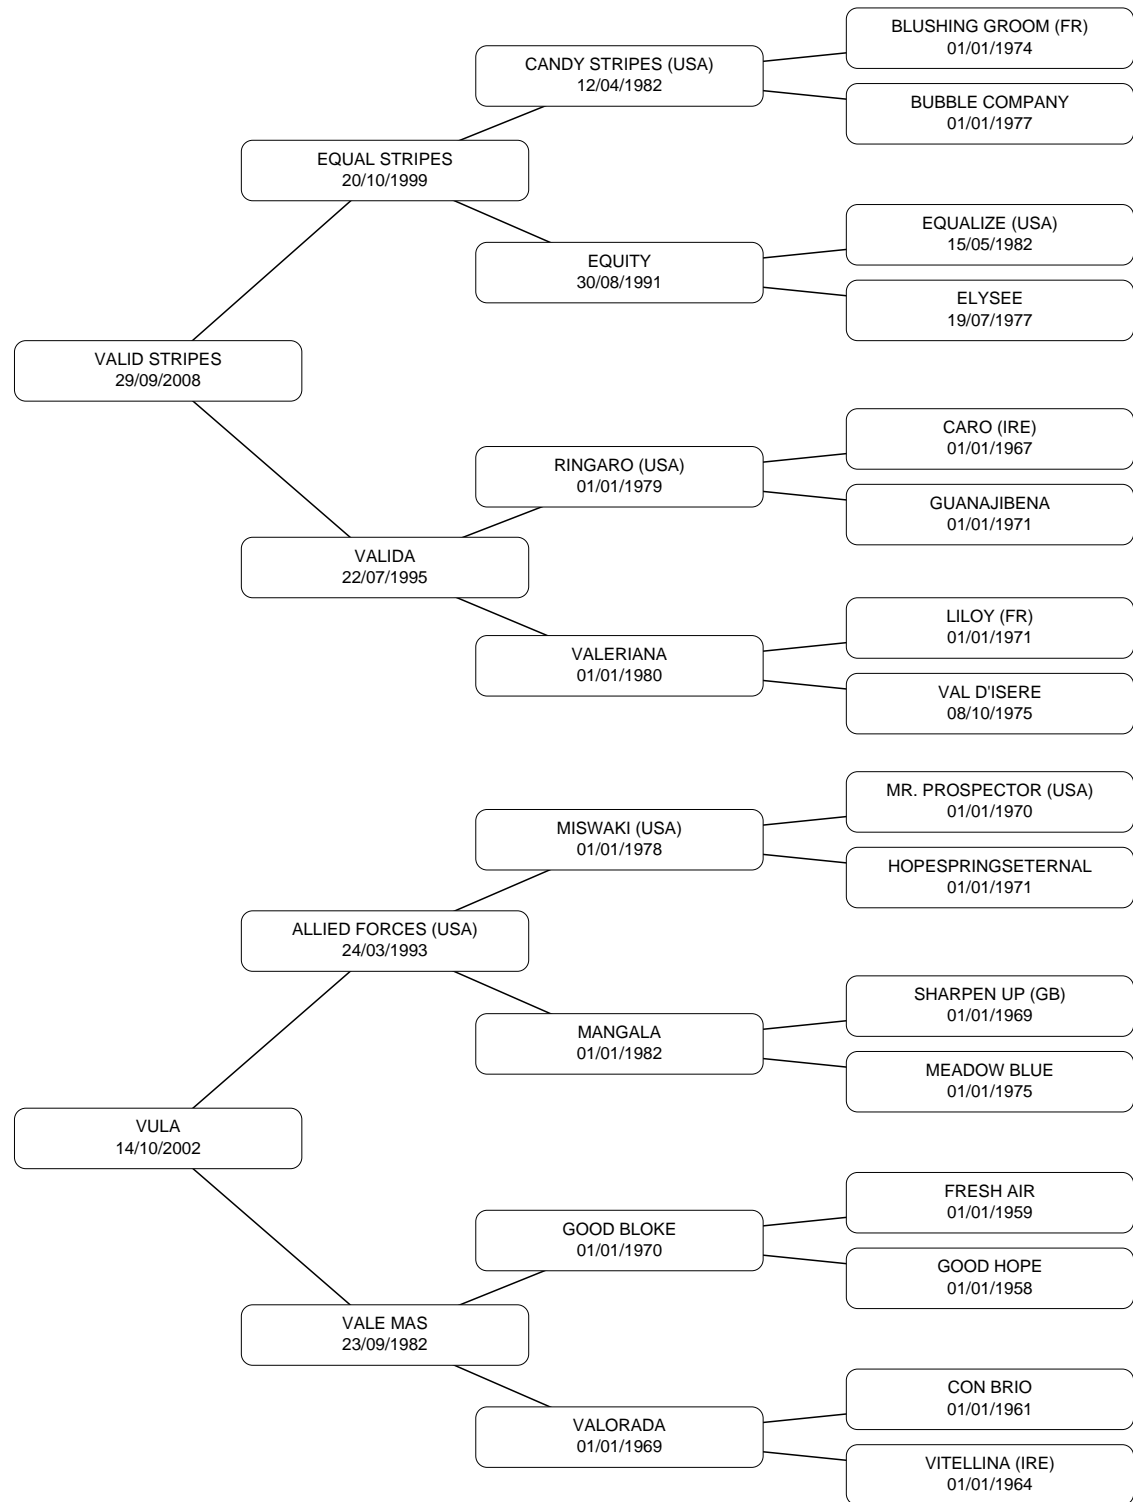 BLUSHING GROOM (FR)
01/01/1974
CANDY STRIPES (USA)
12/04/1982
BUBBLE COMPANY
01/01/1977
EQUAL STRIPES
20/10/1999
EQUALIZE (USA)
15/05/1982
EQUITY
30/08/1991
ELYSEE
19/07/1977
VALID STRIPES
29/09/2008
CARO (IRE)
01/01/1967
RINGARO (USA)
01/01/1979
GUANAJIBENA
01/01/1971
VALIDA
22/07/1995
LILOY (FR)
01/01/1971
VALERIANA
01/01/1980
VAL D'ISERE
08/10/1975
MR. PROSPECTOR (USA)
01/01/1970
MISWAKI (USA)
01/01/1978
HOPESPRINGSETERNAL
01/01/1971
ALLIED FORCES (USA)
24/03/1993
SHARPEN UP (GB)
01/01/1969
MANGALA
01/01/1982
MEADOW BLUE
01/01/1975
VULA
14/10/2002
FRESH AIR
01/01/1959
GOOD BLOKE
01/01/1970
GOOD HOPE
01/01/1958
VALE MAS
23/09/1982
CON BRIO
01/01/1961
VALORADA
01/01/1969
VITELLINA (IRE)
01/01/1964